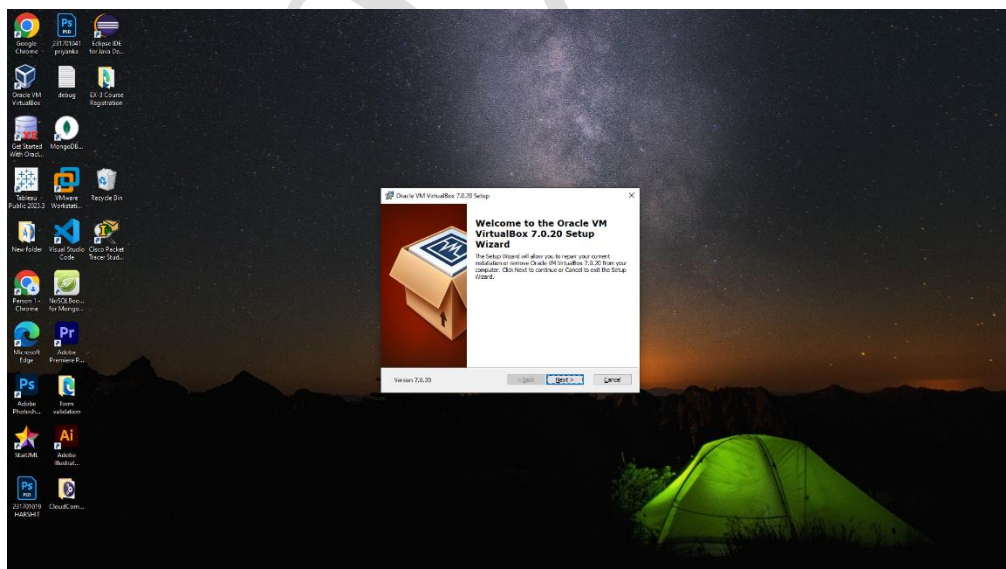 Google
Chrome
Ps
PSD
231701041
priyanka
Eclipse IDE
for Java De...
Oracle VM
VirtualBox
debug
EX-3 Course
Registration
Get Started
With Oracl...
MongoDB...
Tableau
Public 2023.3
VMware
Workstati...
Recycle Bin
New folder
Visual Studio
Code
Cisco Packet
Tracer Stud...
Person 1 -
Chrome
NoSQLBoo...
for Mongo...
Microsoft
Edge
Pr
Adobe
Premiere P...
Ps
Adobe
Photosh...
Form
validation
StarUML
Ai
Adobe
Illustrat...
Ps
PSD
231701019
HARSHIT
CloudCom...
Oracle VM VirtualBox 7.0.20 Setup
Welcome to the Oracle VM
VirtualBox 7.0.20 Setup
Wizard
The Setup Wizard will allow you to repair your current
installation or remove Oracle VM VirtualBox 7.0.20 from your
computer. Click Next to continue or Cancel to exit the Setup
Wizard.
Version 7.0.20
< Back
Next >
Cancel